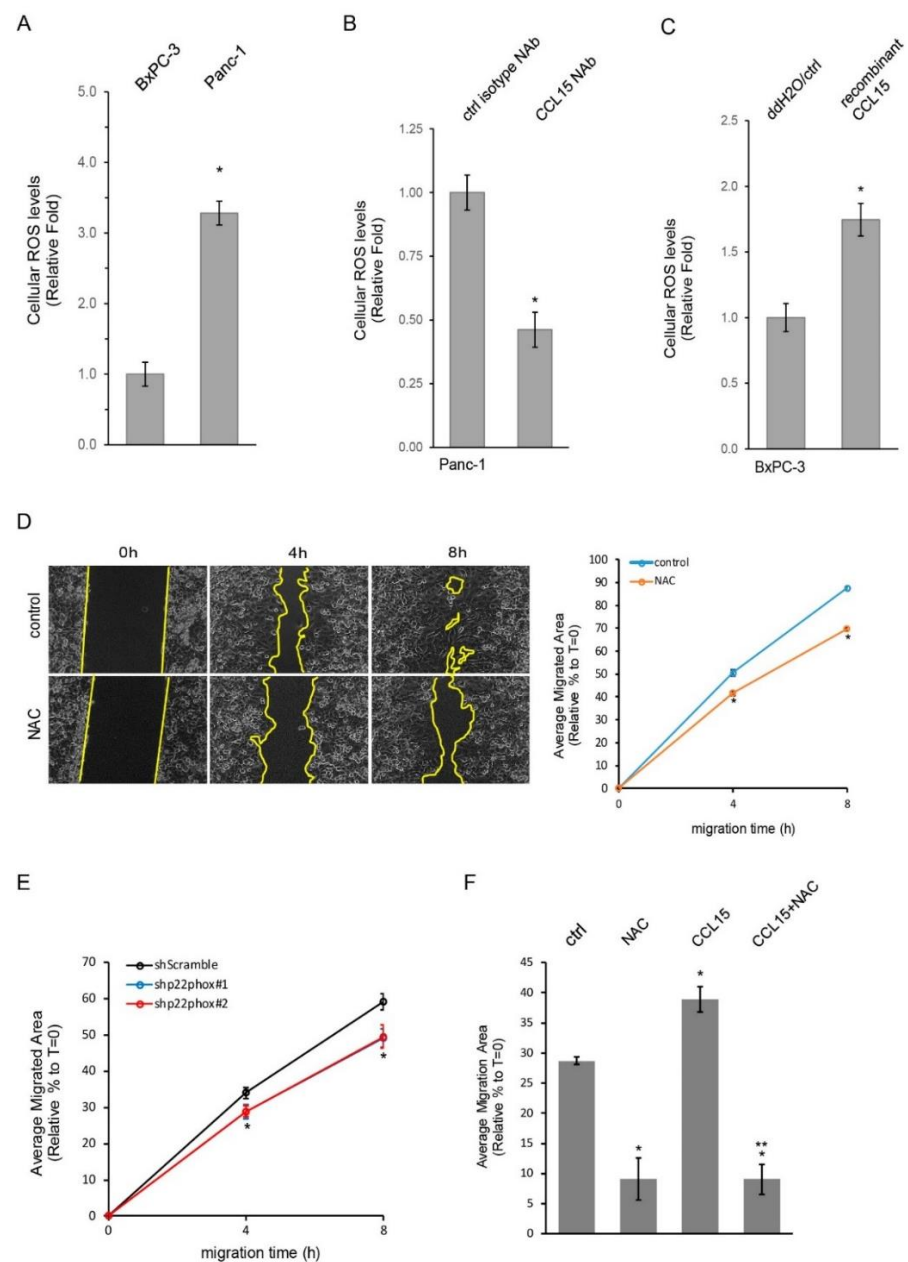 A
BxPC-3
Panc-1
Cellular ROS levels
(Relative Fold)
5.0
4.0
3.0
2.0
1.0
0.0
*
B
ctrl isotype NAb
CCL15 NAb
Cellular ROS levels
(Relative Fold)
1.25
1.00
0.75
0.50
0.25
0.00
*
Panc-1
C
ddH2O/ctrl
recombinant
CCL15
Cellular ROS levels
(Relative Fold)
2.5
2.0
1.5
1.0
0.5
0.0
*
BxPC-3
D
0h
4h
8h
control
NAC
Average Migrated Area
(Relative % to T=0)
100
90
80
70
60
50
40
30
20
10
0
control
NAC
*
*
0
4
8
migration time (h)
E
Average Migrated Area
(Relative % to T=0)
70
60
50
40
30
20
10
0
shScramble
shp22phox#1
shp22phox#2
*
*
0
4
8
migration time (h)
F
ctrl
NAC
CCL15
CCL15+NAC
Average Migration Area
(Relative % to T=0)
45
40
35
30
25
20
15
10
5
0
*
*
**
*